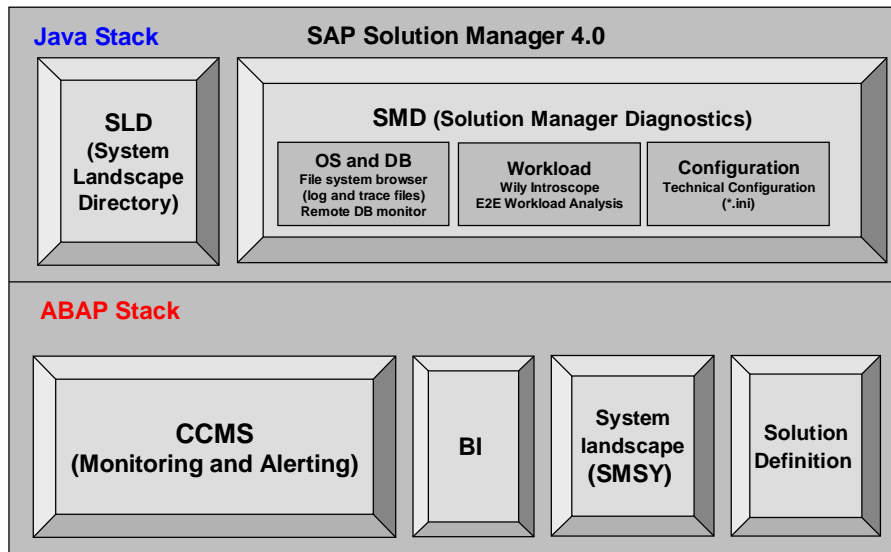 Java Stack
SAP Solution Manager 4.0
SLD
(System
Landscape
Directory)
SMD (Solution Manager Diagnostics)
OS and DB
File system browser
(log and trace files)
Remote DB monitor
Workload
Wily Introscope
E2E Workload Analysis
Configuration
Technical Configuration
(*.ini)
ABAP Stack
CCMS
(Monitoring and Alerting)
BI
System
landscape
(SMSY)
Solution
Definition